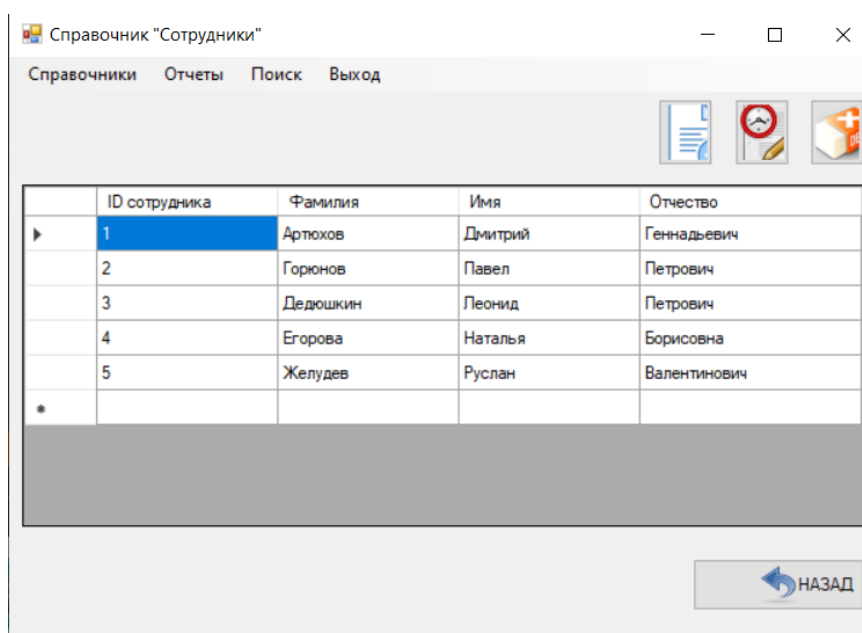 Справочник "Сотрудники"
Справочники Отчеты Поиск Выход
ID сотрудника Фамилия Имя Отчество
1 Артюхов Дмитрий Геннадьевич
2 Горюнов Павел Петрович
3 Дедюшкин Леонид Петрович
4 Егорова Наталья Борисовна
5 Желудев Руслан Валентинович
НАЗАД